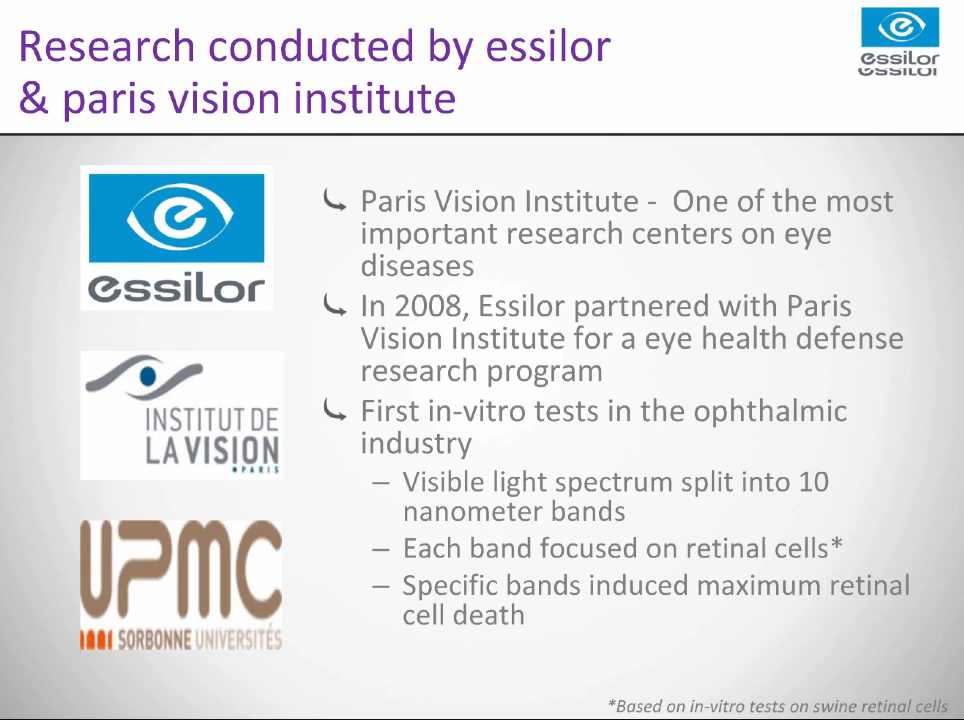 Research conducted by essilor
& paris vision institute
essilor
essilor
essilor
Paris Vision Institute - One of the most
important research centers on eye
diseases
In 2008, Essilor partnered with Paris
Vision Institute for a eye health defense
research program
First in-vitro tests in the ophthalmic
industry
– Visible light spectrum split into 10
nanometer bands
– Each band focused on retinal cells*
– Specific bands induced maximum retinal
cell death
INSTITUT DE
LA VISION
PARIS
UPMC
SORBONNE UNIVERSITÉS
*Based on in-vitro tests on swine retinal cells